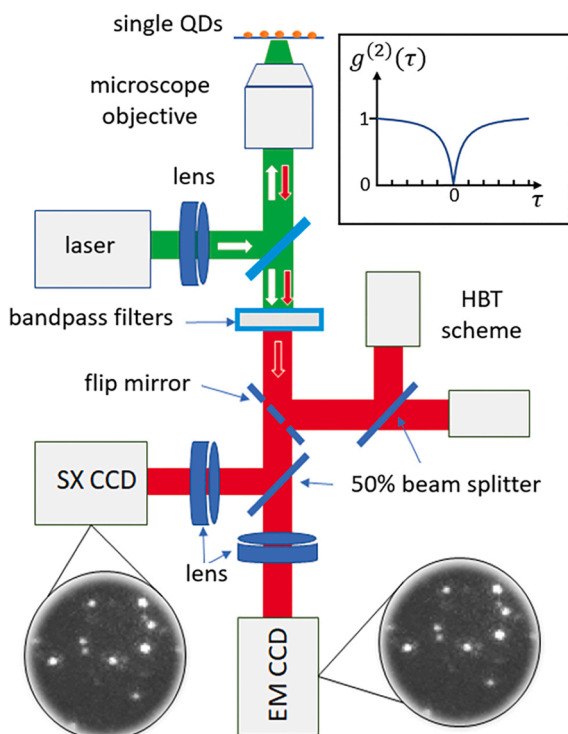 single QDs
microscope
objective
g⁽²⁾(τ)
1
0
0
τ
lens
laser
bandpass filters
HBT
scheme
flip mirror
SX CCD
50% beam splitter
lens
EM CCD